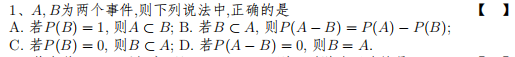 1、A, B为两个事件,则下列说法中,正确的是 【 】
A. 若P(B) = 1, 则A ⊂ B; B. 若B ⊂ A, 则P(A − B) = P(A) − P(B);
C. 若P(B) = 0, 则B ⊂ A; D. 若P(A − B) = 0, 则B = A.